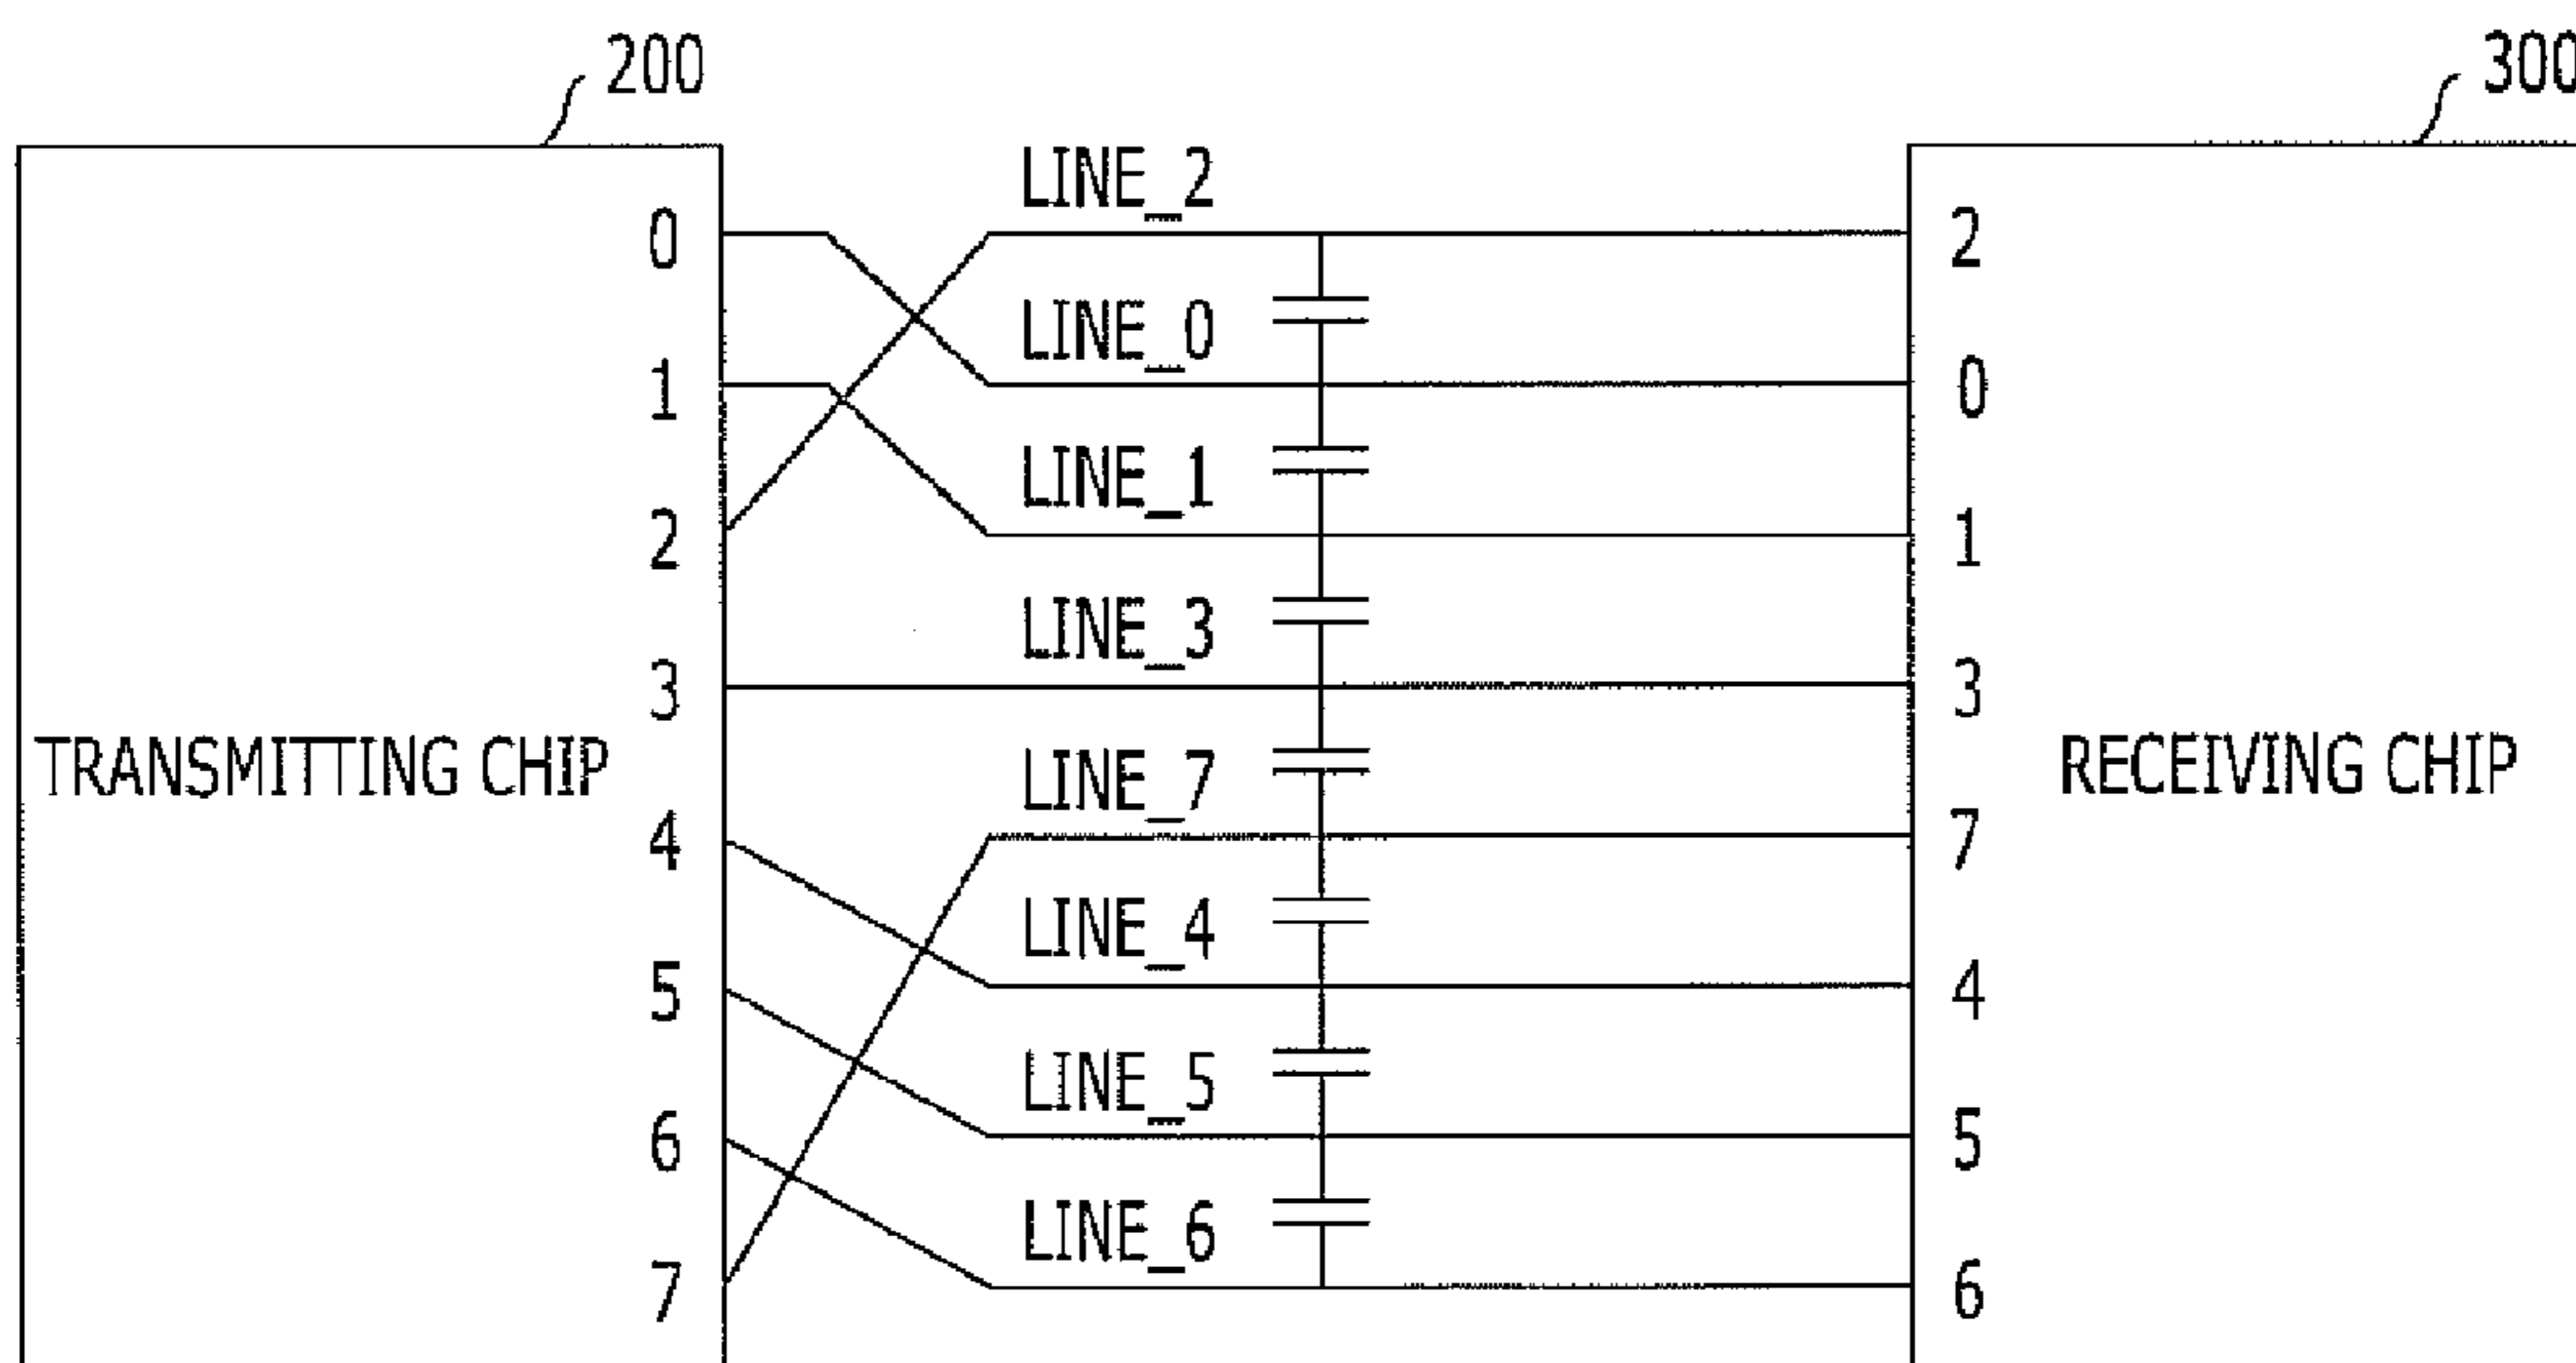 200
300
LINE_2
0
2
LINE_0
1
0
LINE_1
2
1
LINE_3
3
3
TRANSMITTING CHIP
LINE_7
RECEIVING CHIP
4
7
LINE_4
5
4
LINE_5
6
5
LINE_6
7
6